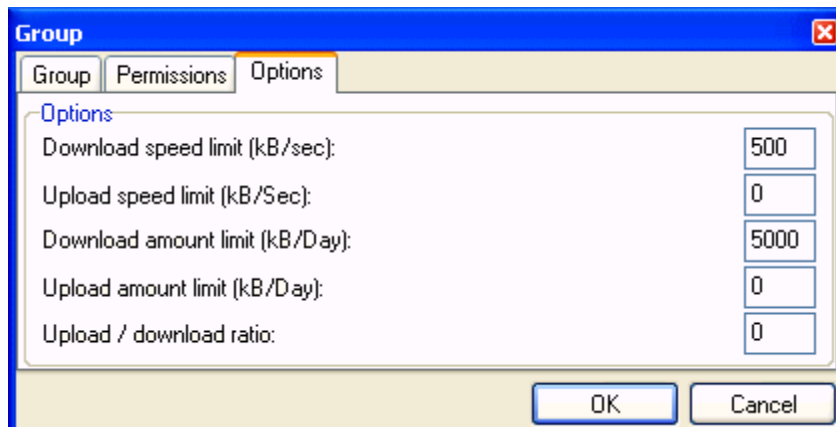 Group
Group Permissions Options
Options
Download speed limit (kB/sec): 500
Upload speed limit (kB/Sec): 0
Download amount limit (kB/Day): 5000
Upload amount limit (kB/Day): 0
Upload / download ratio: 0
OK Cancel